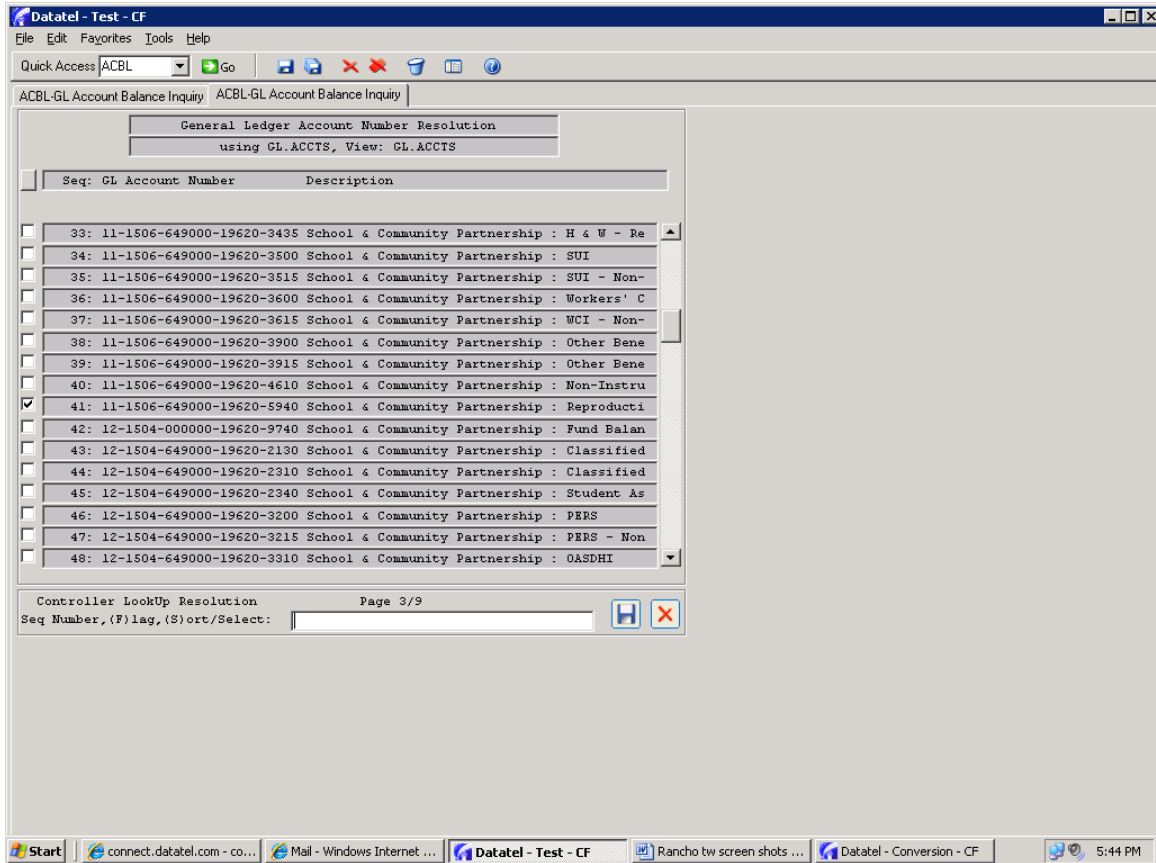 Datatel - Test - CF
File Edit Favorites Tools Help
Quick Access ACBL Go
ACBL-GL Account Balance Inquiry ACBL-GL Account Balance Inquiry
General Ledger Account Number Resolution
using GL.ACCTS, View: GL.ACCTS
Seq: GL Account Number Description
33: 11-1506-649000-19620-3435 School & Community Partnership : H & W - Re
34: 11-1506-649000-19620-3500 School & Community Partnership : SUI
35: 11-1506-649000-19620-3515 School & Community Partnership : SUI - Non-
36: 11-1506-649000-19620-3600 School & Community Partnership : Workers' C
37: 11-1506-649000-19620-3615 School & Community Partnership : WCI - Non-
38: 11-1506-649000-19620-3900 School & Community Partnership : Other Bene
39: 11-1506-649000-19620-3915 School & Community Partnership : Other Bene
40: 11-1506-649000-19620-4610 School & Community Partnership : Non-Instru
41: 11-1506-649000-19620-5940 School & Community Partnership : Reproducti
42: 12-1504-000000-19620-9740 School & Community Partnership : Fund Balan
43: 12-1504-649000-19620-2130 School & Community Partnership : Classified
44: 12-1504-649000-19620-2310 School & Community Partnership : Classified
45: 12-1504-649000-19620-2340 School & Community Partnership : Student As
46: 12-1504-649000-19620-3200 School & Community Partnership : PERS
47: 12-1504-649000-19620-3215 School & Community Partnership : PERS - Non
48: 12-1504-649000-19620-3310 School & Community Partnership : OASDHI
Controller LookUp Resolution Page 3/9
Seq Number,(F)lag,(S)ort/Select:
Start connect.datatel.com - co... Mail - Windows Internet ... Datatel - Test - CF Rancho tw screen shots ... Datatel - Conversion - CF 5:44 PM